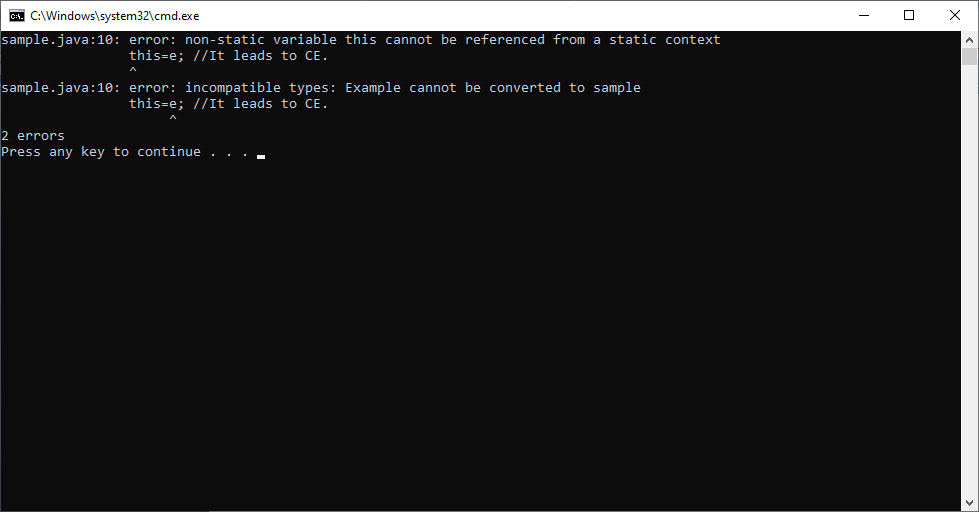 C:\Windows\system32\cmd.exe
sample.java:10: error: non-static variable this cannot be referenced from a static context
                this=e; //It leads to CE.
                ^
sample.java:10: error: incompatible types: Example cannot be converted to sample
                this=e; //It leads to CE.
                     ^
2 errors
Press any key to continue . . .